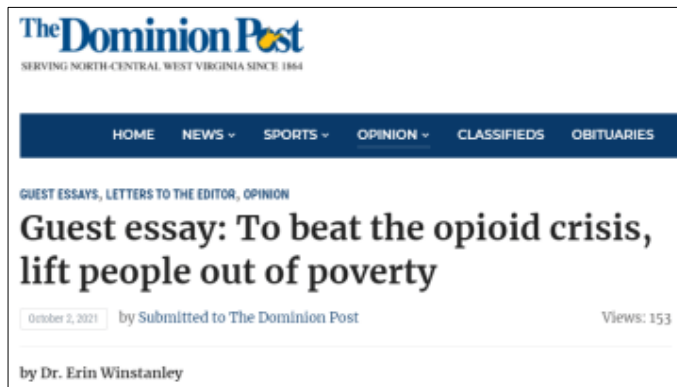 The Dominion Post
SERVING NORTH-CENTRAL WEST VIRGINIA SINCE 1864
HOME NEWS SPORTS OPINION CLASSIFIEDS OBITUARIES
GUEST ESSAYS, LETTERS TO THE EDITOR, OPINION
Guest essay: To beat the opioid crisis,
lift people out of poverty
October 2, 2021 by Submitted to The Dominion Post Views: 153
by Dr. Erin Winstanley